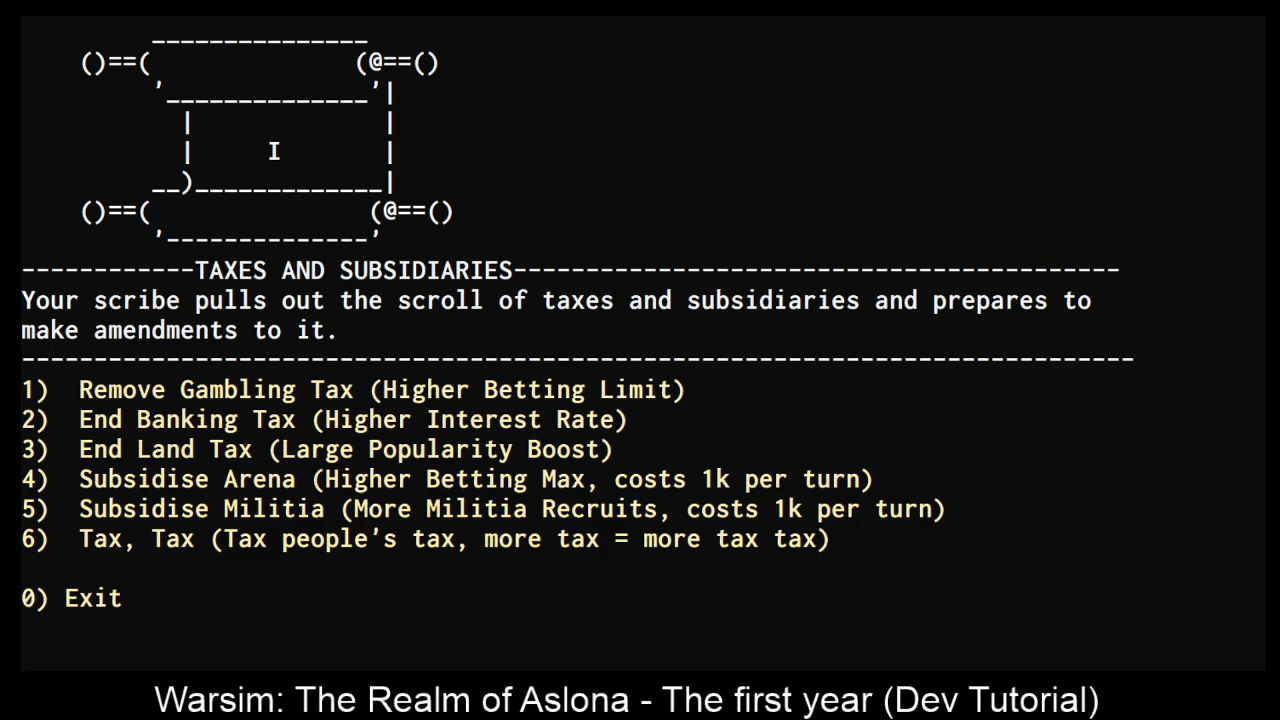 ------------TAXES AND SUBSIDIARIES------------------------------------------
Your scribe pulls out the scroll of taxes and subsidiaries and prepares to
make amendments to it.
-----------------------------------------------------------------------------
1)  Remove Gambling Tax (Higher Betting Limit)
2)  End Banking Tax (Higher Interest Rate)
3)  End Land Tax (Large Popularity Boost)
4)  Subsidise Arena (Higher Betting Max, costs 1k per turn)
5)  Subsidise Militia (More Militia Recruits, costs 1k per turn)
6)  Tax, Tax (Tax people's tax, more tax = more tax tax)
0) Exit
Warsim: The Realm of Aslona - The first year (Dev Tutorial)